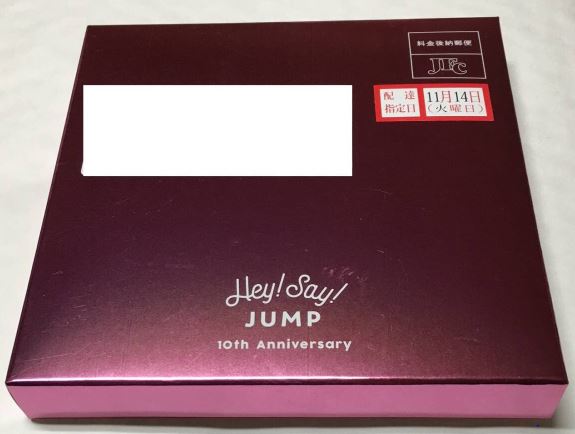 料金後納郵便
JFC
配達
指定日
11月14日
(火曜日)
Hey! Say!
JUMP
10th Anniversary